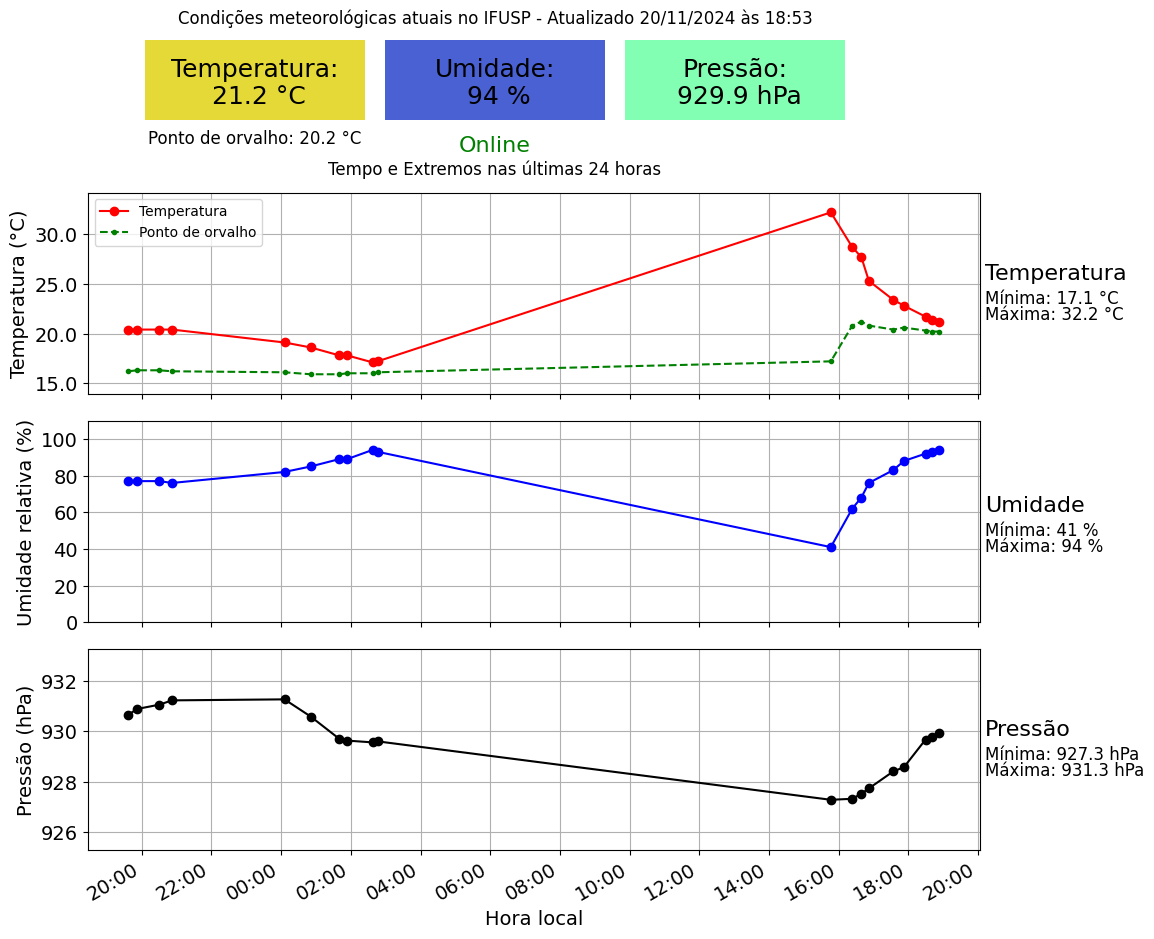 Condições meteorológicas atuais no IFUSP - Atualizado 20/11/2024 às 18:53
Temperatura:
21.2 °C
Umidade:
94 %
Pressão:
929.9 hPa
Ponto de orvalho: 20.2 °C
Online
Tempo e Extremos nas últimas 24 horas
Temperatura (°C)
30.0
25.0
20.0
15.0
Temperatura
Ponto de orvalho
Temperatura
Mínima: 17.1 °C
Máxima: 32.2 °C
Umidade relativa (%)
100
80
60
40
20
0
Umidade
Mínima: 41 %
Máxima: 94 %
Pressão (hPa)
932
930
928
926
Pressão
Mínima: 927.3 hPa
Máxima: 931.3 hPa
20:00
22:00
00:00
02:00
04:00
06:00
08:00
10:00
12:00
14:00
16:00
18:00
20:00
Hora local